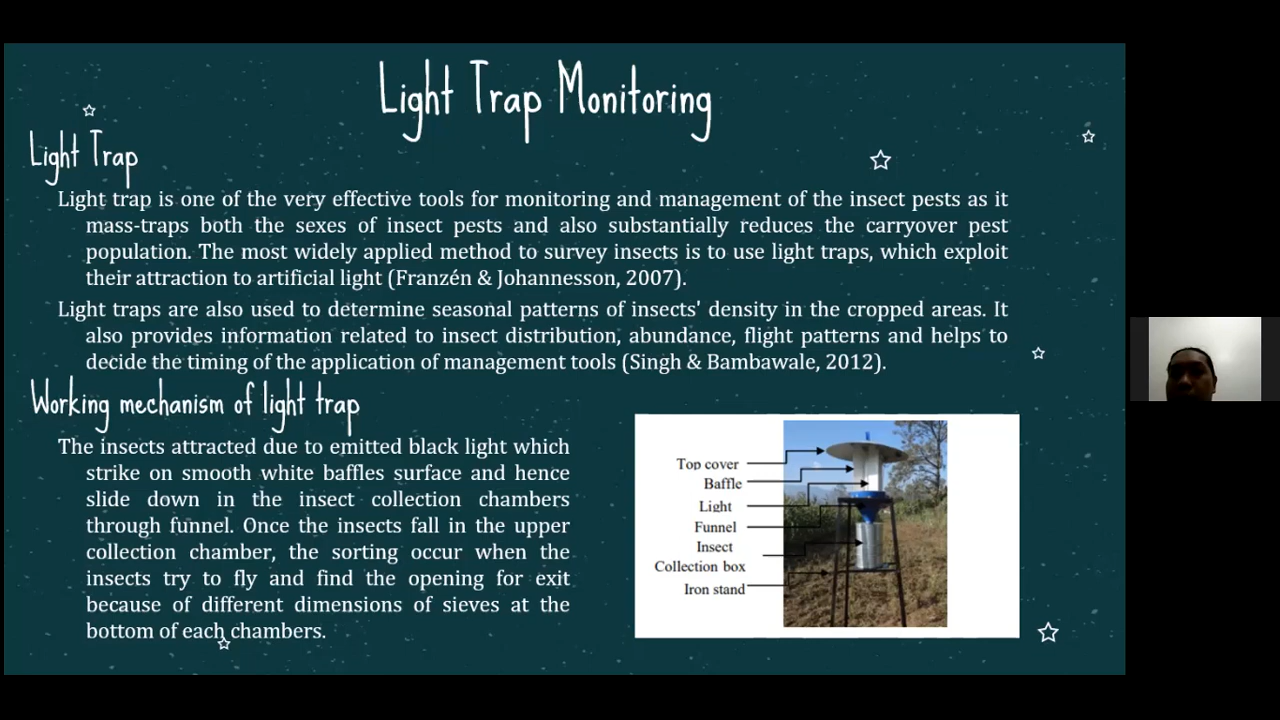 Light Trap Monitoring
Light Trap
Light trap is one of the very effective tools for monitoring and management of the insect pests as it
mass-traps both the sexes of insect pests and also substantially reduces the carryover pest
population. The most widely applied method to survey insects is to use light traps, which exploit
their attraction to artificial light (Franzén & Johannesson, 2007).
Light traps are also used to determine seasonal patterns of insects' density in the cropped areas. It
also provides information related to insect distribution, abundance, flight patterns and helps to
decide the timing of the application of management tools (Singh & Bambawale, 2012).
Working mechanism of light trap
The insects attracted due to emitted black light which
strike on smooth white baffles surface and hence
slide down in the insect collection chambers
through funnel. Once the insects fall in the upper
collection chamber, the sorting occur when the
insects try to fly and find the opening for exit
because of different dimensions of sieves at the
bottom of each chambers.
Top cover
Baffle
Light
Funnel
Insect
Collection box
Iron stand